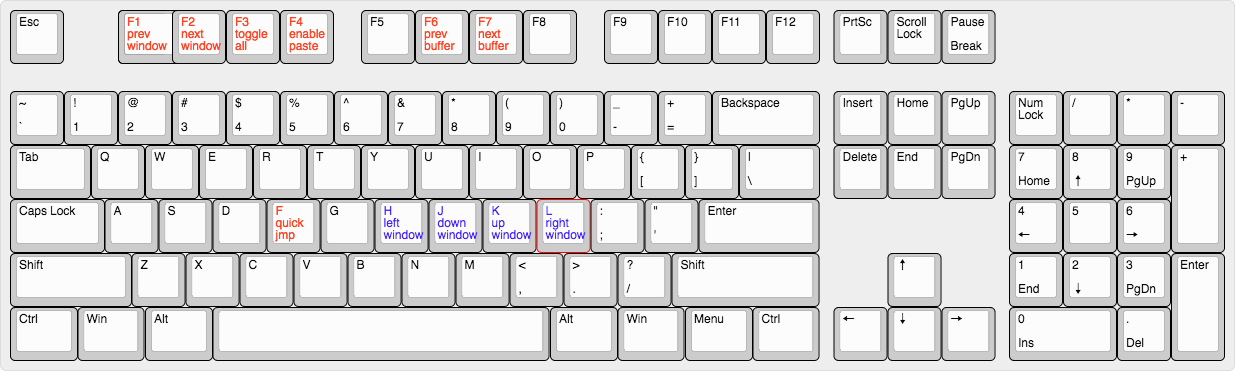 Esc F1 F2 F3 F4 F5 F6 F7 F8 F9 F10 F11 F12 PrtSc Scroll Pause
prev next toggle enable prev next Lock
window window all paste buffer buffer Break
~ ! @ # $ % ^ & * ( ) _ + Backspace Insert Home PgUp Num / * -
Lock
` 1 2 3 4 5 6 7 8 9 0 - =
Tab Q W E R T Y U I O P { } | Delete End PgDn 7 8 9 +
[ ] \ Home ↑ PgUp
Caps Lock A S D F G H J K L : " Enter 4 5 6
quick left down up right
jmp window window window window ; ' ← →
Shift Z X C V B N M < > ? Shift ↑ 1 2 3 Enter
, . / End ↓ PgDn
Ctrl Win Alt Alt Win Menu Ctrl ← ↓ → 0 .
Ins Del